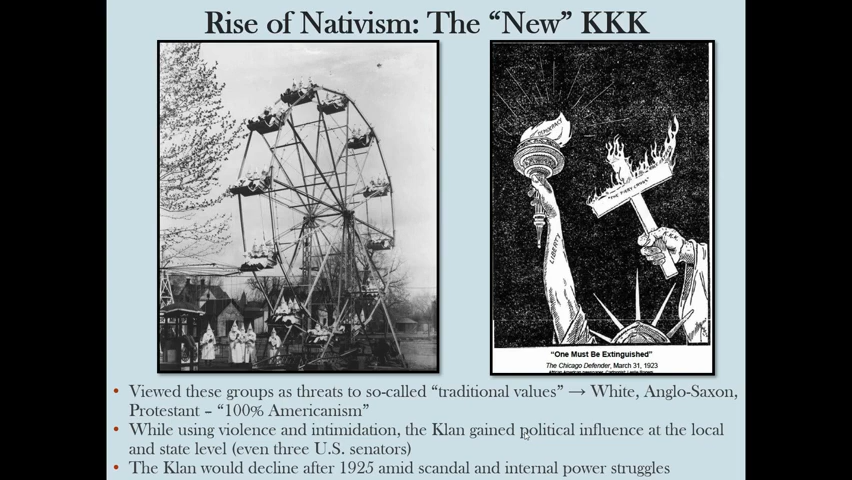 Rise of Nativism: The “New” KKK
DEMOCRACY
LIBERTY
"THE FIERY CROSS"
K.K.K.
"One Must Be Extinguished"
The Chicago Defender, March 31, 1923
• Viewed these groups as threats to so-called “traditional values” → White, Anglo-Saxon,
Protestant – “100% Americanism”
• While using violence and intimidation, the Klan gained political influence at the local
and state level (even three U.S. senators)
• The Klan would decline after 1925 amid scandal and internal power struggles